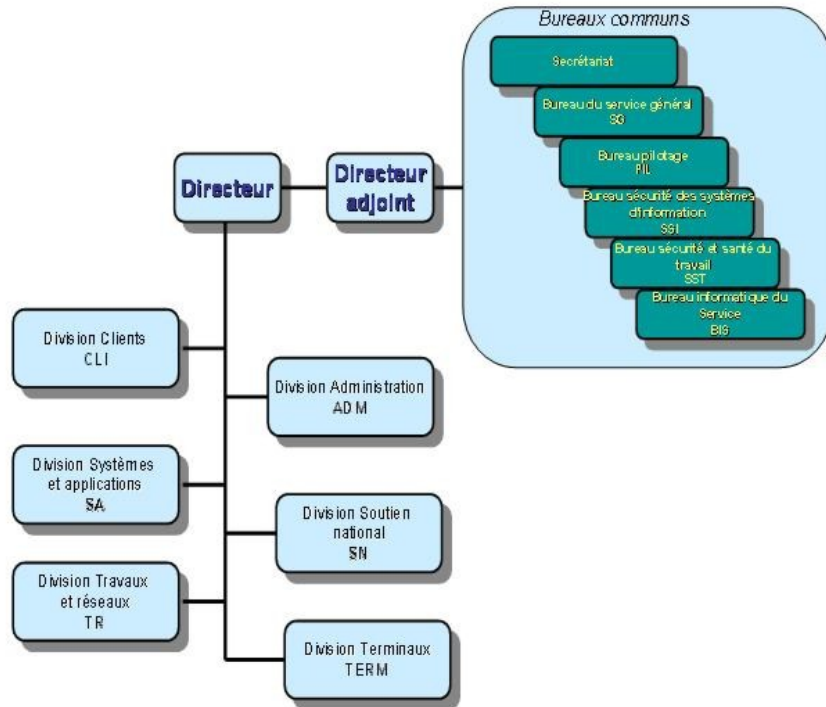 Bureaux communs
Secrétariat
Bureau du service général
SG
Bureau pilotage
PIL
Bureau sécurité des systèmes
d'information
SSI
Bureau sécurité et santé du
travail
SST
Bureau informatique du
Service
BIS
Directeur
Directeur
adjoint
Division Clients
CLI
Division Administration
ADM
Division Systèmes
et applications
SA
Division Soutien
national
SN
Division Travaux
et réseaux
TR
Division Terminaux
TERM